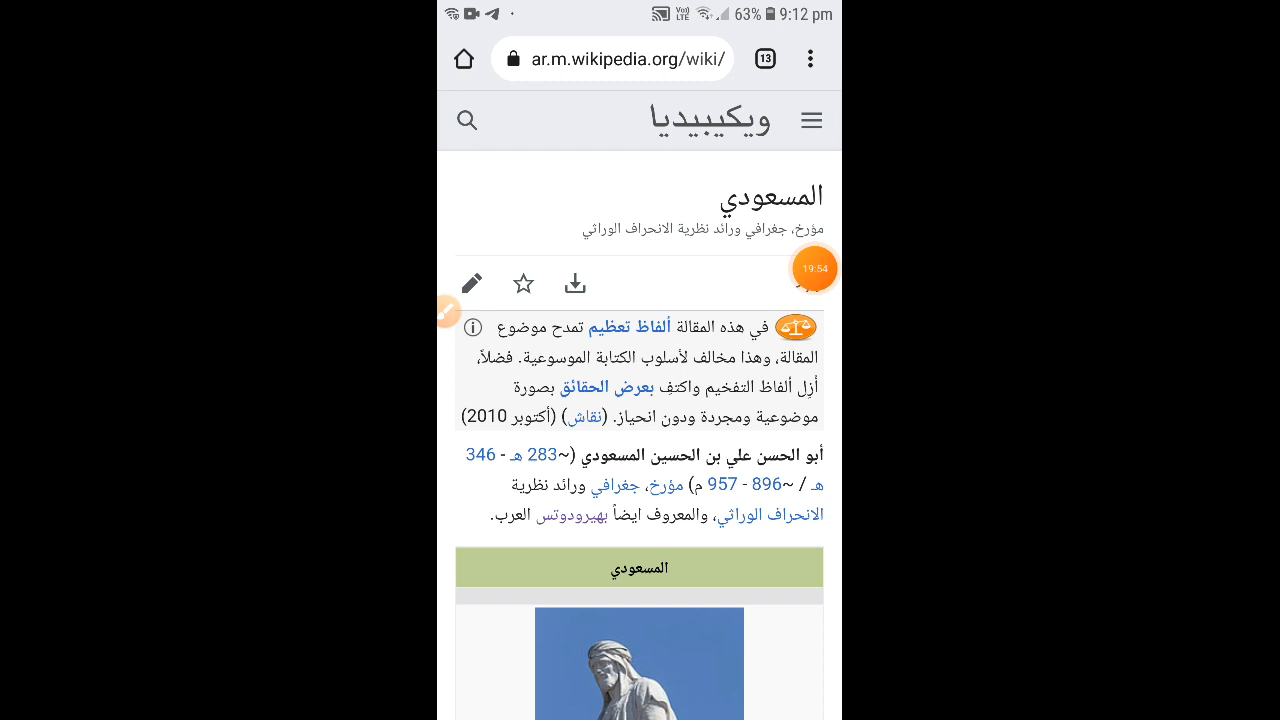 63% 9:12 pm
Vo)) LTE
ar.m.wikipedia.org/wiki/
13
ويكيبيديا
المسعودي
مؤرخ، جغرافي ورائد نظرية الانحراف الوراثي
19:54
في هذه المقالة ألفاظ تعظيم تمدح موضوع
المقالة، وهذا مخالف لأسلوب الكتابة الموسوعية. فضلاً،
أَزِل ألفاظ التفخيم واكتفِ بعرض الحقائق بصورة
موضوعية ومجردة ودون انحياز. (نقاش) (أكتوبر 2010)
أبو الحسن علي بن الحسين المسعودي (~283 هـ - 346
هـ / ~896 - 957 م) مؤرخ، جغرافي ورائد نظرية
الانحراف الوراثي، والمعروف ايضاً بهيرودوتس العرب.
المسعودي